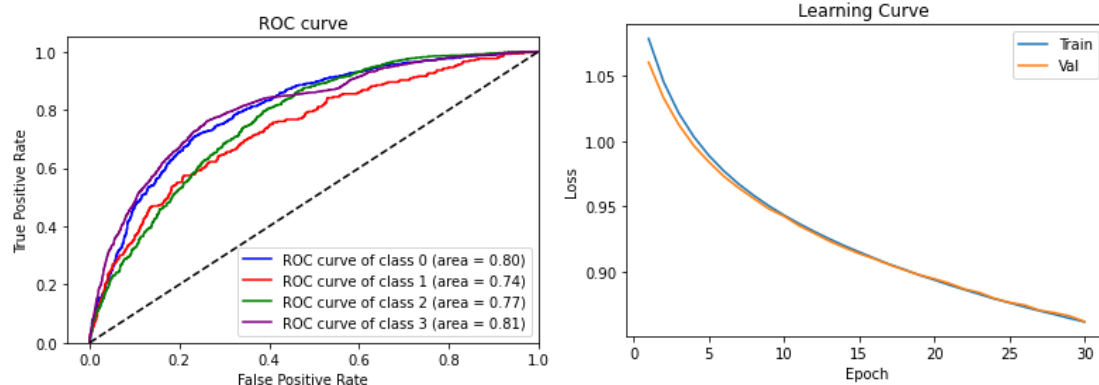 ROC curve
True Positive Rate
1.0
0.8
0.6
0.4
0.2
0.0
ROC curve of class 0 (area = 0.80)
ROC curve of class 1 (area = 0.74)
ROC curve of class 2 (area = 0.77)
ROC curve of class 3 (area = 0.81)
0.0 0.2 0.4 0.6 0.8 1.0
False Positive Rate
Learning Curve
Loss
1.05
1.00
0.95
0.90
Train
Val
0 5 10 15 20 25 30
Epoch